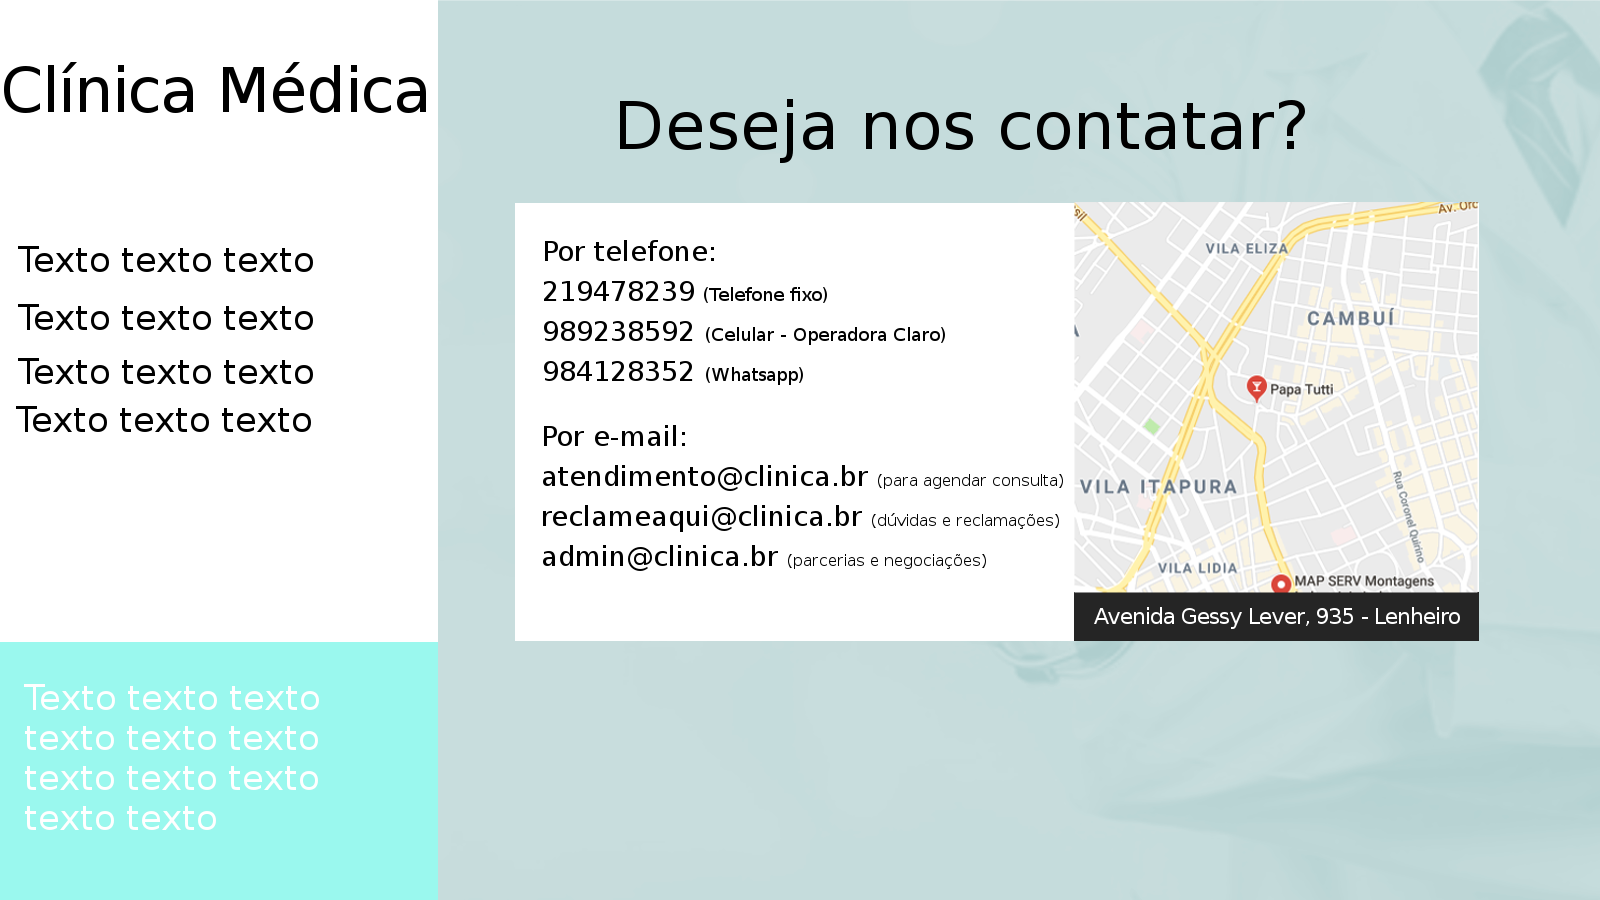 Clínica Médica
Texto texto texto
Texto texto texto
Texto texto texto
Texto texto texto
Texto texto texto
texto texto texto
texto texto texto
texto texto
Deseja nos contatar?
Por telefone:
219478239 (Telefone fixo)
989238592 (Celular - Operadora Claro)
984128352 (Whatsapp)
Por e-mail:
atendimento@clinica.br (para agendar consulta)
reclameaqui@clinica.br (dúvidas e reclamações)
admin@clinica.br (parcerias e negociações)
VILA ELIZA
CAMBUÍ
Papa Tutti
VILA ITAPURA
Rua Coronel Quirino
VILA LIDIA
MAP SERV Montagens
Avenida Gessy Lever, 935 - Lenheiro